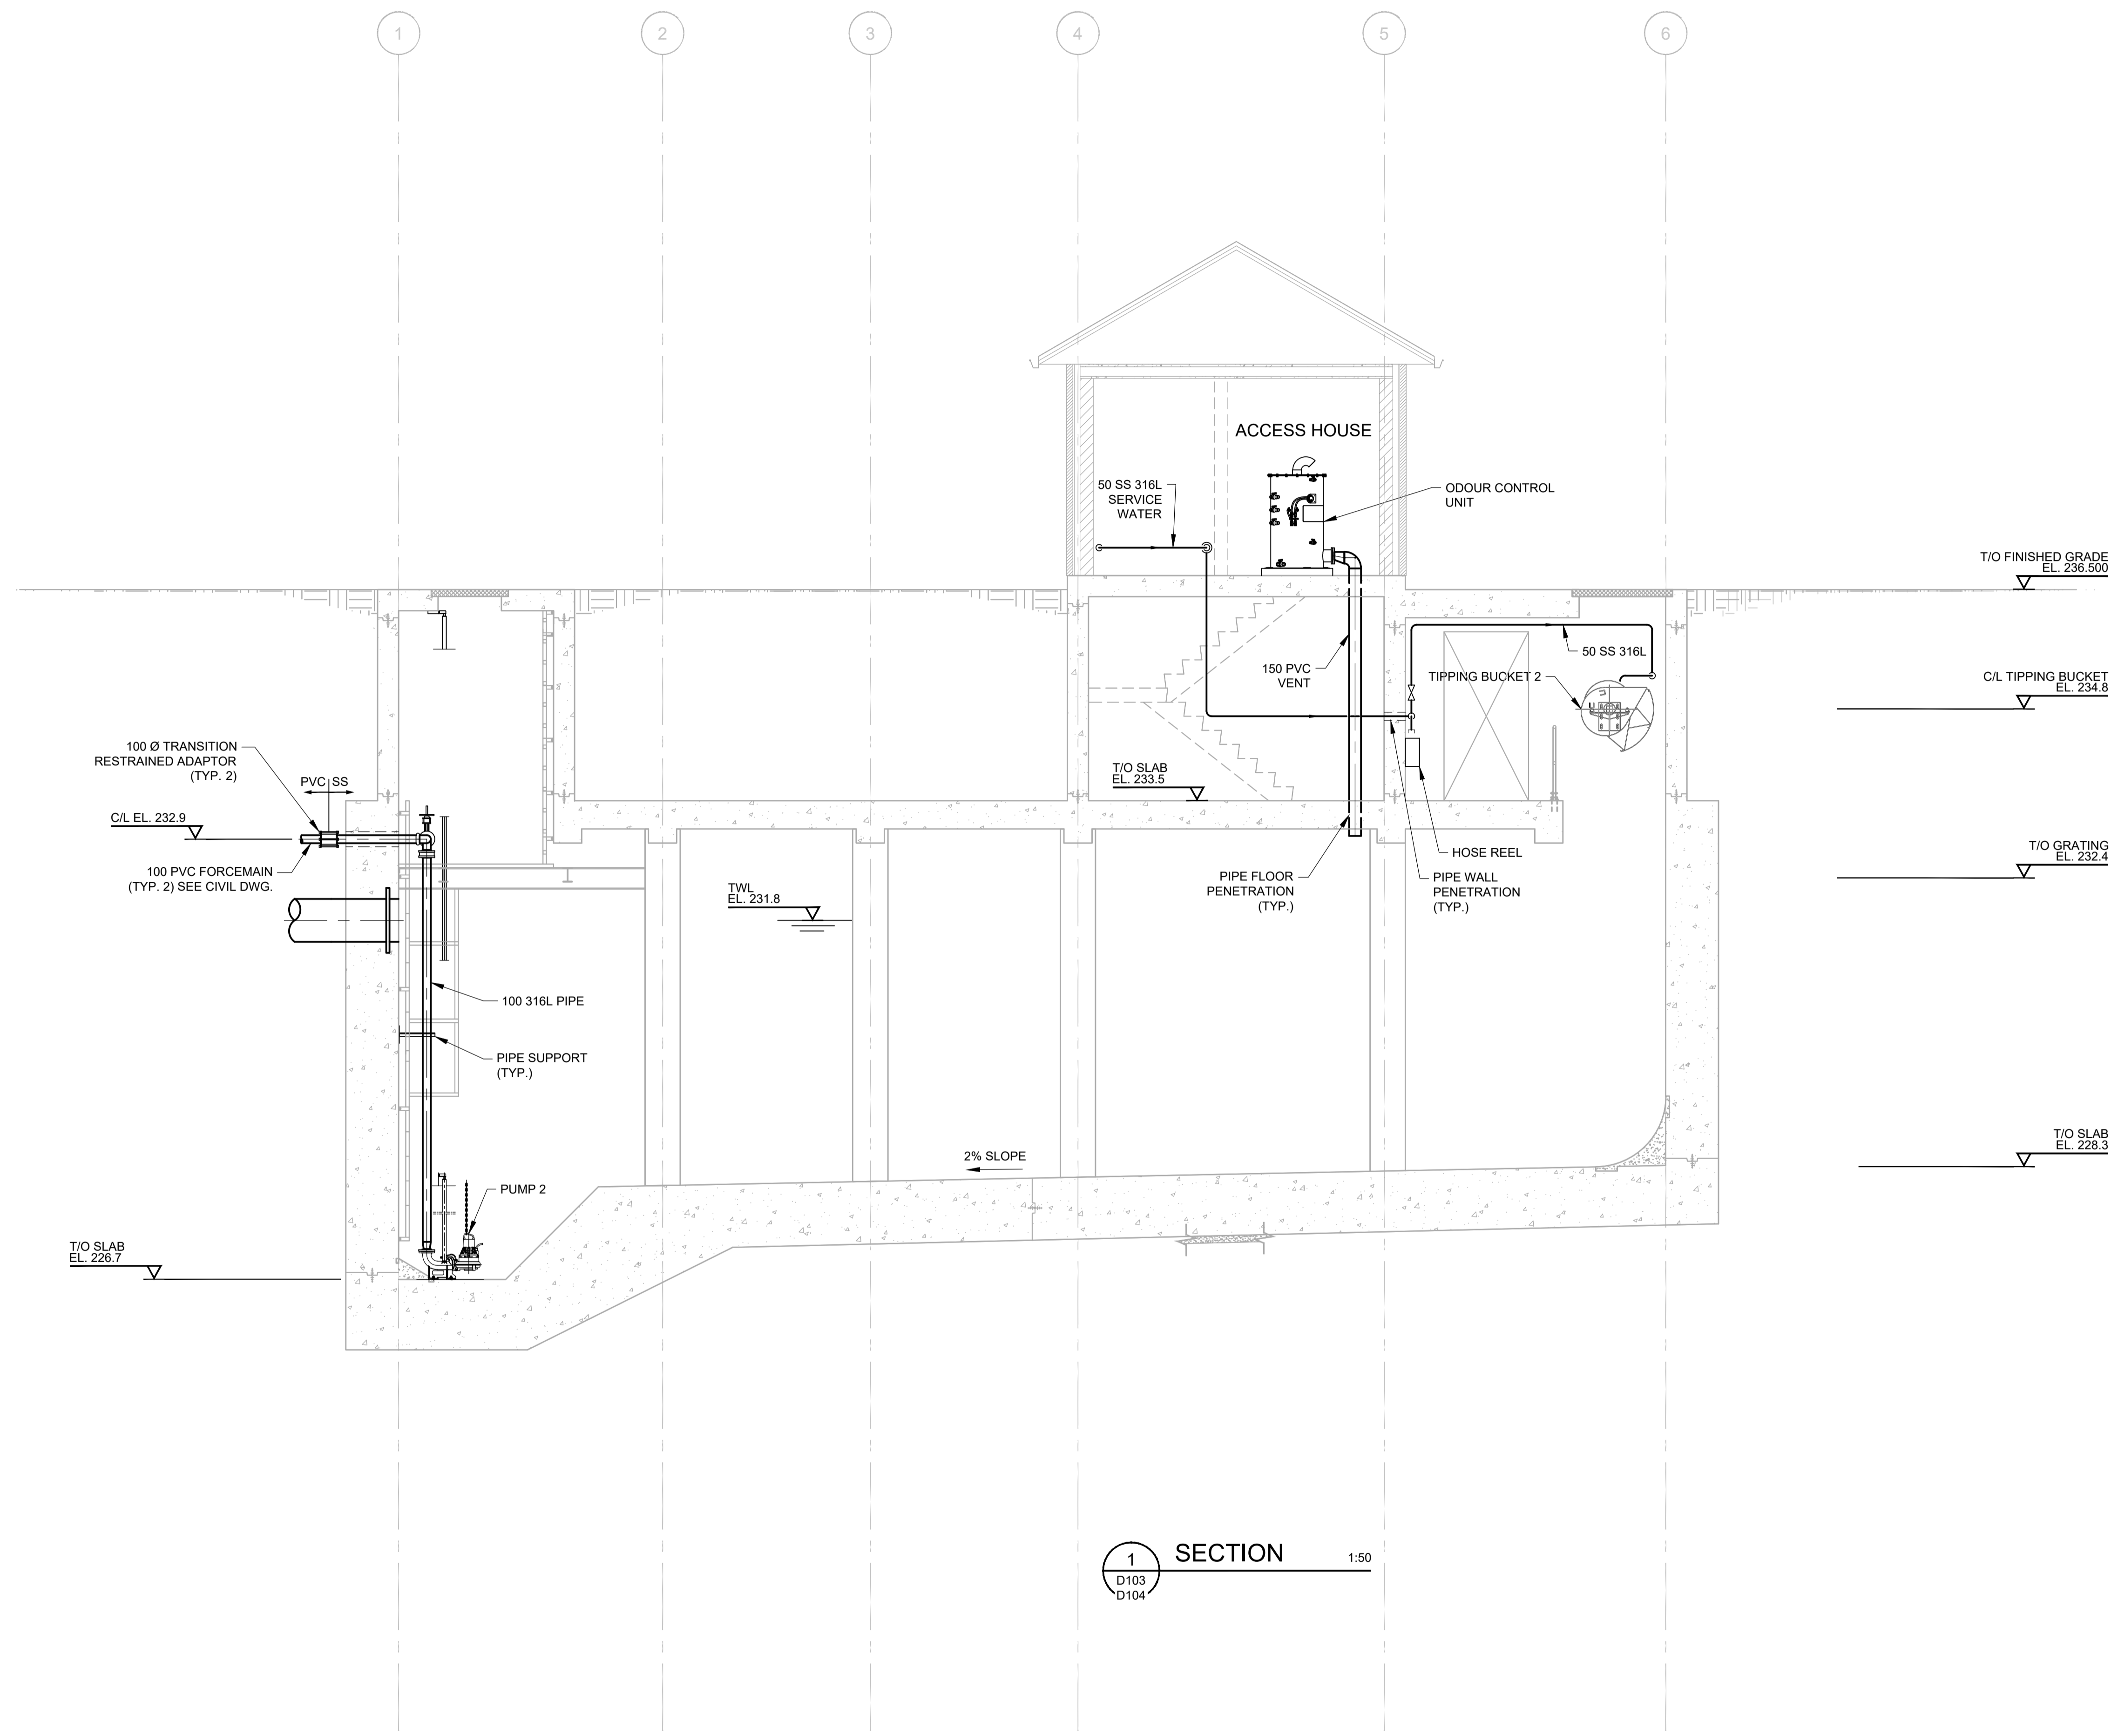 1
2
3
4
5
6
ACCESS HOUSE
50 SS 316L
SERVICE
WATER
ODOUR CONTROL
UNIT
T/O FINISHED GRADE
EL. 236.500
150 PVC
VENT
50 SS 316L
TIPPING BUCKET 2
C/L TIPPING BUCKET
EL. 234.8
100 Ø TRANSITION
RESTRAINED ADAPTOR
(TYP. 2)
PVC SS
T/O SLAB
EL. 233.5
C/L EL. 232.9
100 PVC FORCEMAIN
(TYP. 2) SEE CIVIL DWG.
HOSE REEL
T/O GRATING
EL. 232.4
PIPE FLOOR
PENETRATION
(TYP.)
PIPE WALL
PENETRATION
(TYP.)
TWL
EL. 231.8
100 316L PIPE
PIPE SUPPORT
(TYP.)
2% SLOPE
T/O SLAB
EL. 228.3
PUMP 2
T/O SLAB
EL. 226.7
1
D103
D104
SECTION
1:50